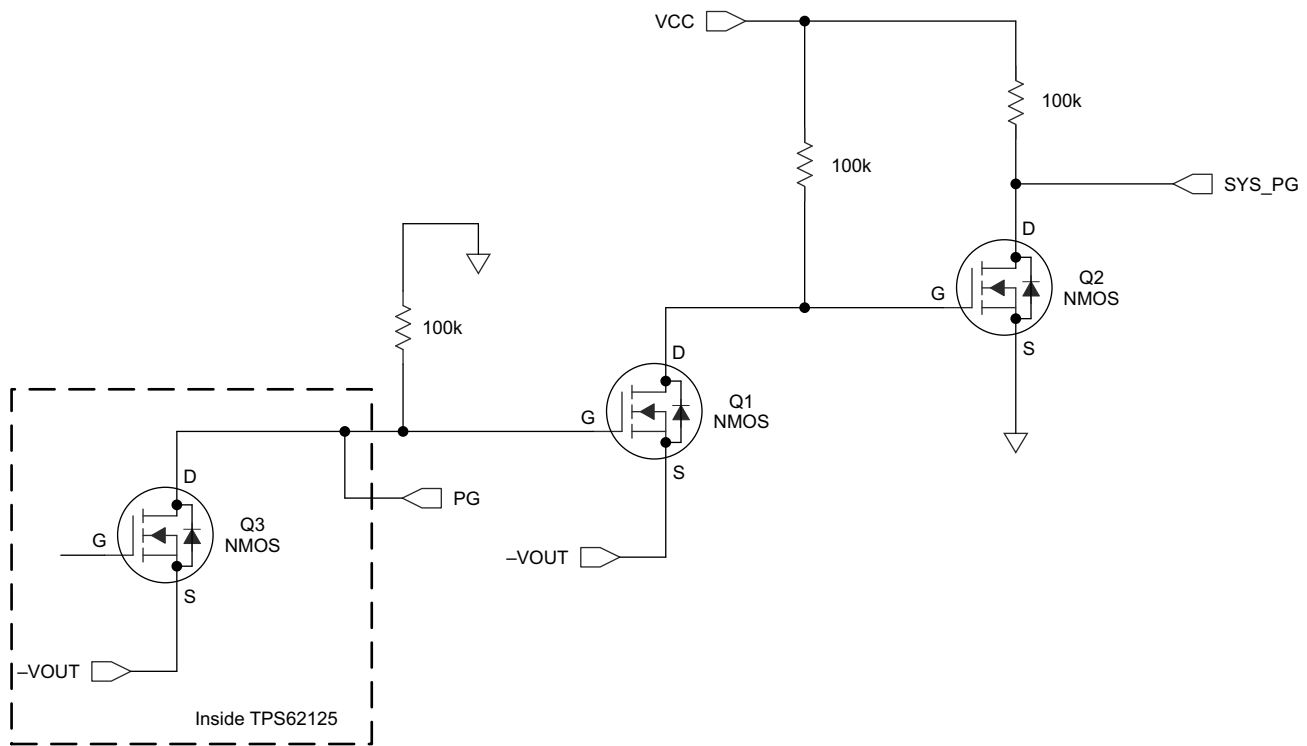 VCC
100k
100k
SYS_PG
D
G
Q2
NMOS
S
100k
D
G
Q1
NMOS
S
D
G
Q3
NMOS
S
PG
–VOUT
–VOUT
Inside TPS62125